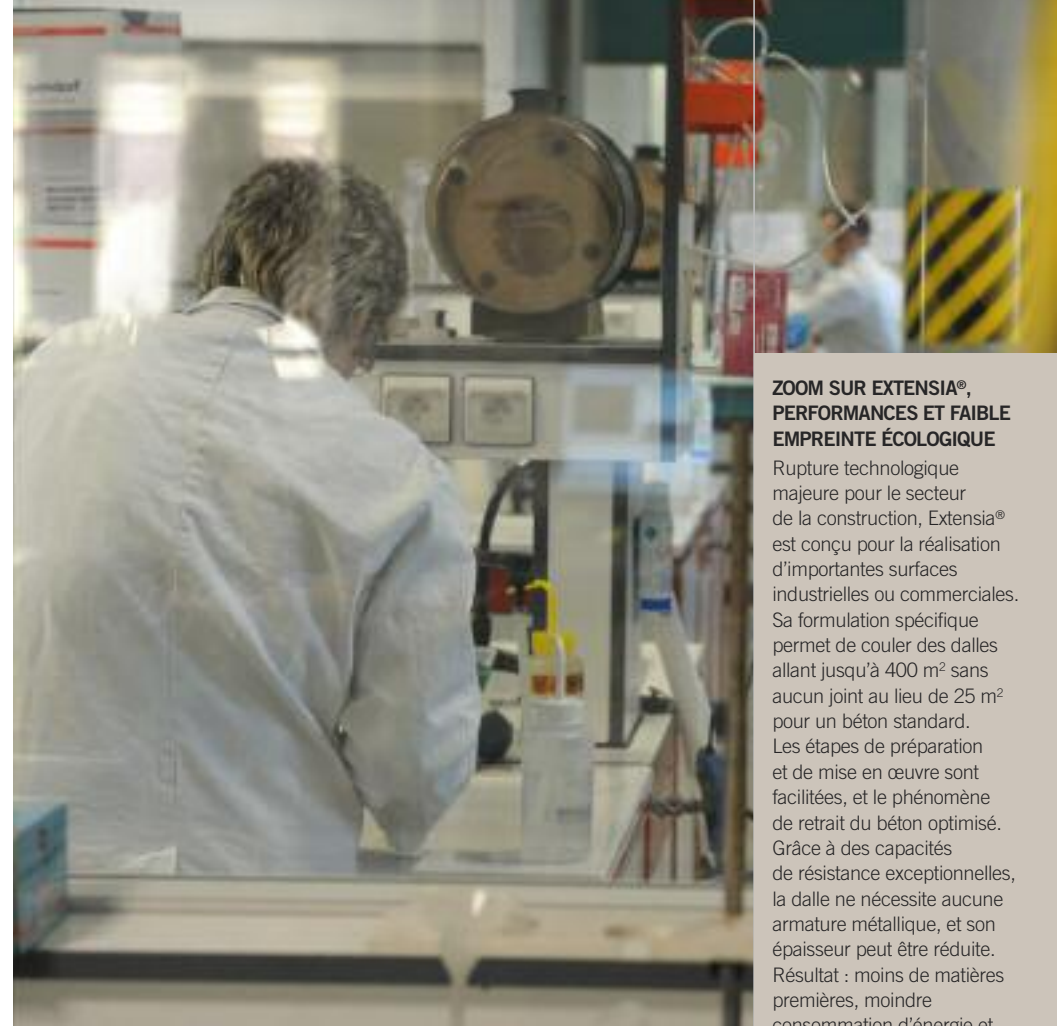 ZOOM SUR EXTENSIA®,
PERFORMANCES ET FAIBLE
EMPREINTE ÉCOLOGIQUE
Rupture technologique
majeure pour le secteur
de la construction, Extensia®
est conçu pour la réalisation
d’importantes surfaces
industrielles ou commerciales.
Sa formulation spécifique
permet de couler des dalles
allant jusqu’à 400 m² sans
aucun joint au lieu de 25 m²
pour un béton standard.
Les étapes de préparation
et de mise en œuvre sont
facilitées, et le phénomène
de retrait du béton optimisé.
Grâce à des capacités
de résistance exceptionnelles,
la dalle ne nécessite aucune
armature métallique, et son
épaisseur peut être réduite.
Résultat : moins de matières
premières, moindre
consommation d’énergie et